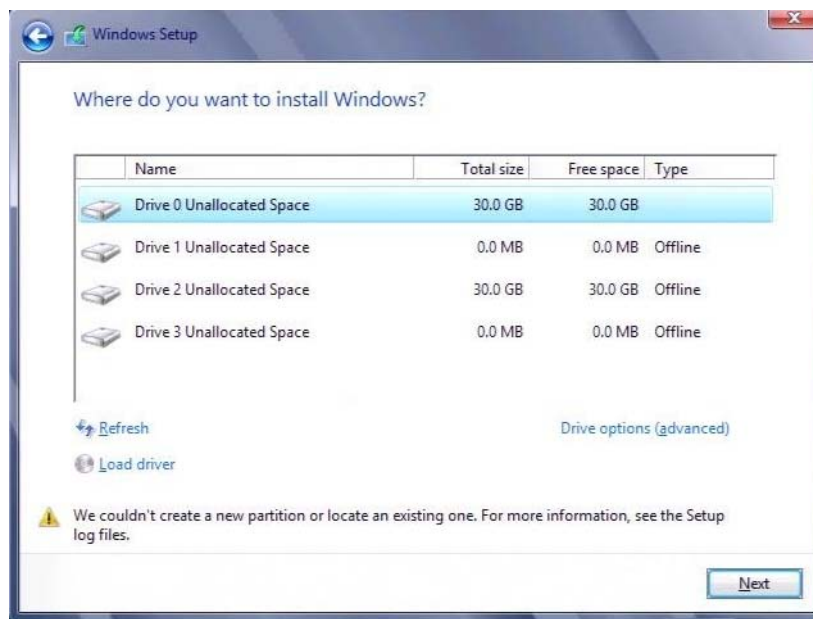 Windows Setup
Where do you want to install Windows?
Name Total size Free space Type
Drive 0 Unallocated Space 30.0 GB 30.0 GB
Drive 1 Unallocated Space 0.0 MB 0.0 MB Offline
Drive 2 Unallocated Space 30.0 GB 30.0 GB Offline
Drive 3 Unallocated Space 0.0 MB 0.0 MB Offline
Refresh Drive options (advanced)
Load driver
We couldn't create a new partition or locate an existing one. For more information, see the Setup
log files.
Next